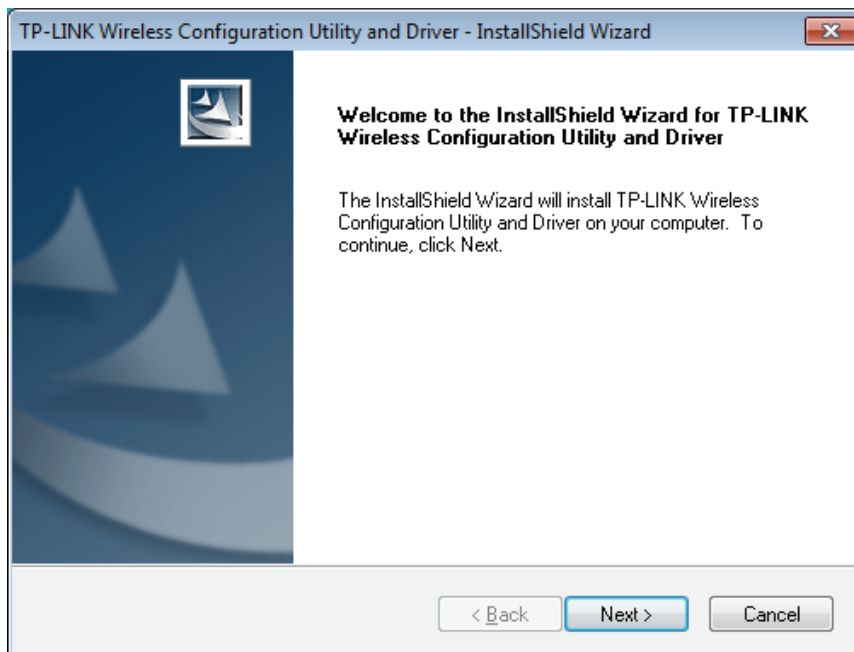 TP-LINK Wireless Configuration Utility and Driver - InstallShield Wizard
Welcome to the InstallShield Wizard for TP-LINK
Wireless Configuration Utility and Driver
The InstallShield Wizard will install TP-LINK Wireless
Configuration Utility and Driver on your computer. To
continue, click Next.
< Back Next > Cancel